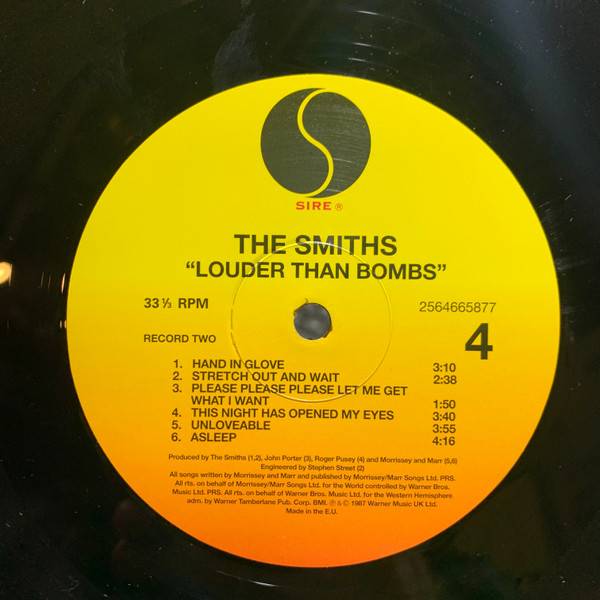 SIRE ®
THE SMITHS
“LOUDER THAN BOMBS”
33 ⅓ RPM
2564665877
RECORD TWO
4
1. HAND IN GLOVE 3:10
2. STRETCH OUT AND WAIT 2:38
3. PLEASE PLEASE PLEASE LET ME GET
WHAT I WANT 1:50
4. THIS NIGHT HAS OPENED MY EYES 3:40
5. UNLOVEABLE 3:55
6. ASLEEP 4:16
Produced by The Smiths (1,2), John Porter (3), Roger Pusey (4) and Morrissey and Marr (5,6)
Engineered by Stephen Street (2)
All songs written by Morrissey and Marr and published by Morrissey/Marr Songs Ltd. PRS.
All rts. on behalf of Morrissey/Marr Songs Ltd. for the World controlled by Warner Bros.
Music Ltd. PRS. All rts. on behalf of Warner Bros. Music Ltd. for the Western Hemisphere
adm. by Warner Tamberlane Pub. Corp. BMI. ℗ & © 1987 Warner Music UK Ltd.
Made in the E.U.